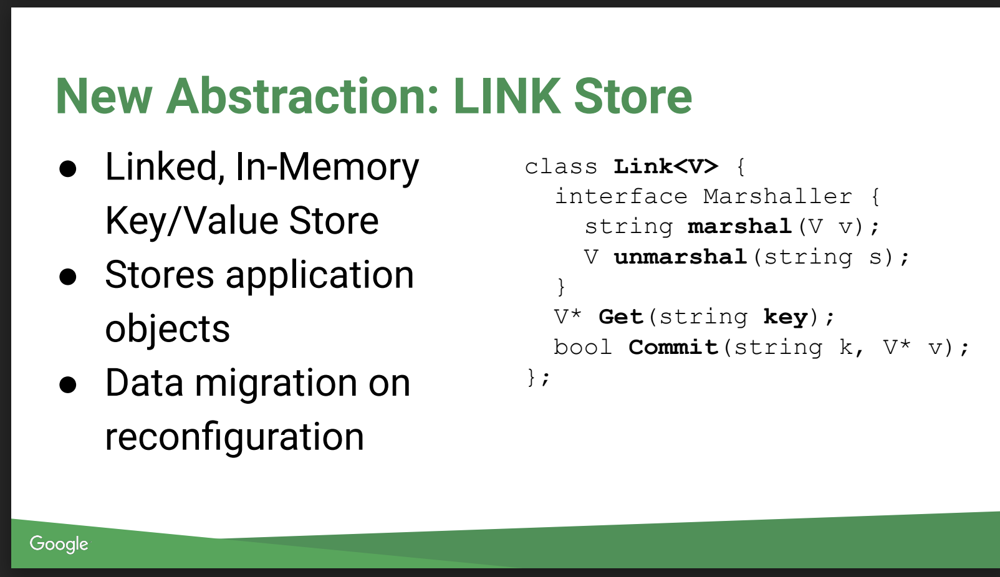 New Abstraction: LINK Store
● Linked, In-Memory
Key/Value Store
● Stores application
objects
● Data migration on
reconfiguration
class Link<V> {
  interface Marshaller {
    string marshal(V v);
    V unmarshal(string s);
  }
  V* Get(string key);
  bool Commit(string k, V* v);
};
Google